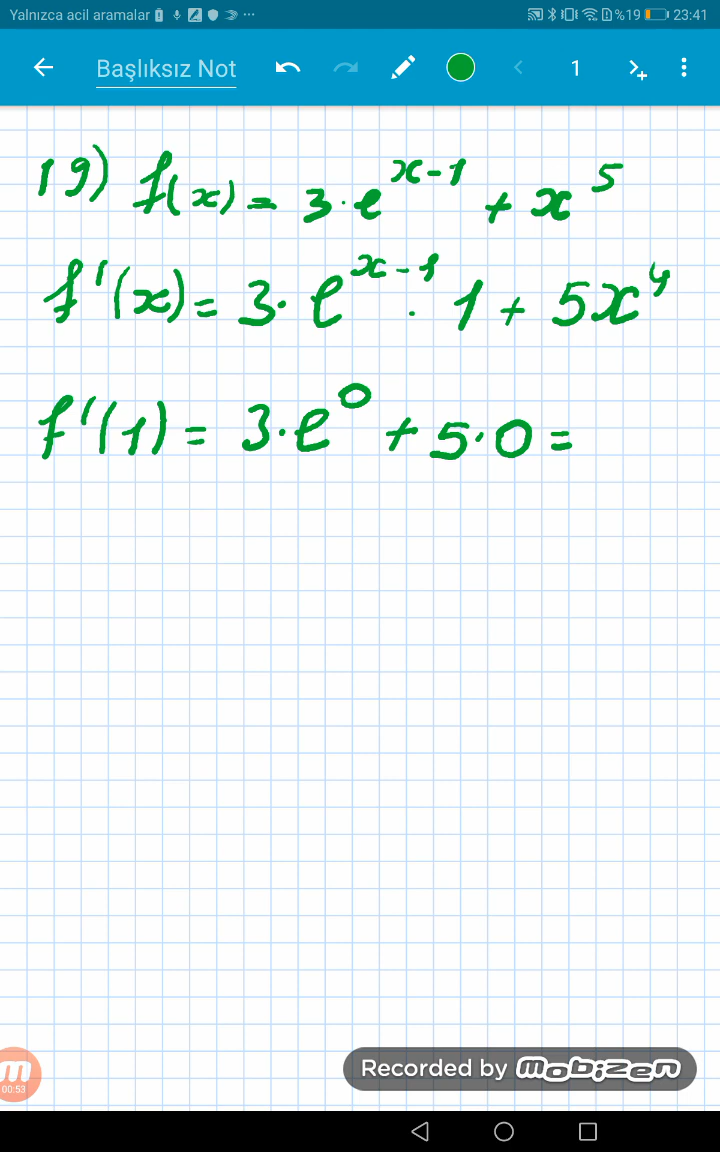 Yalnızca acil aramalar ... %19 23:41
Başlıksız Not 1
19) f(x) = 3·e^{x-1} + x^5
f'(x) = 3·e^{x-1}·1 + 5x^4
f'(1) = 3·e^0 + 5·0 =
Recorded by mobizen
m
00:53